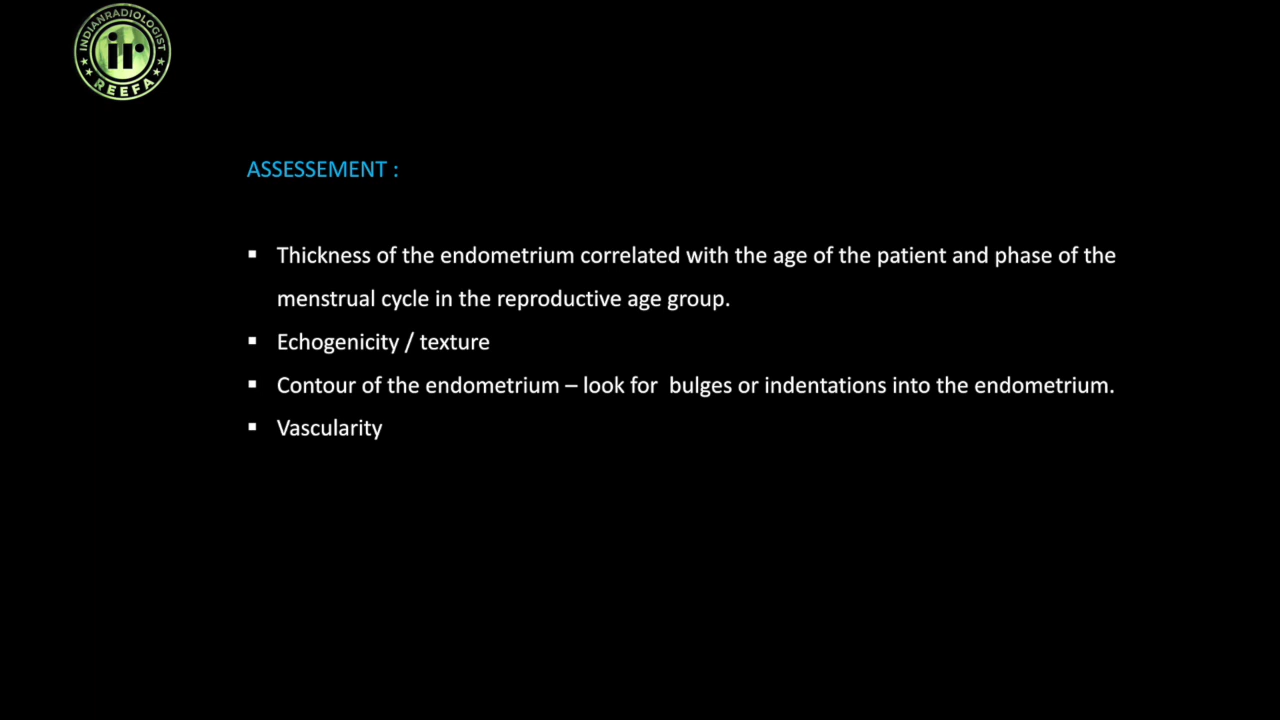 INDIANRADIOLOGIST
ir
REEFA
ASSESSEMENT :
▪ Thickness of the endometrium correlated with the age of the patient and phase of the
menstrual cycle in the reproductive age group.
▪ Echogenicity / texture
▪ Contour of the endometrium – look for  bulges or indentations into the endometrium.
▪ Vascularity